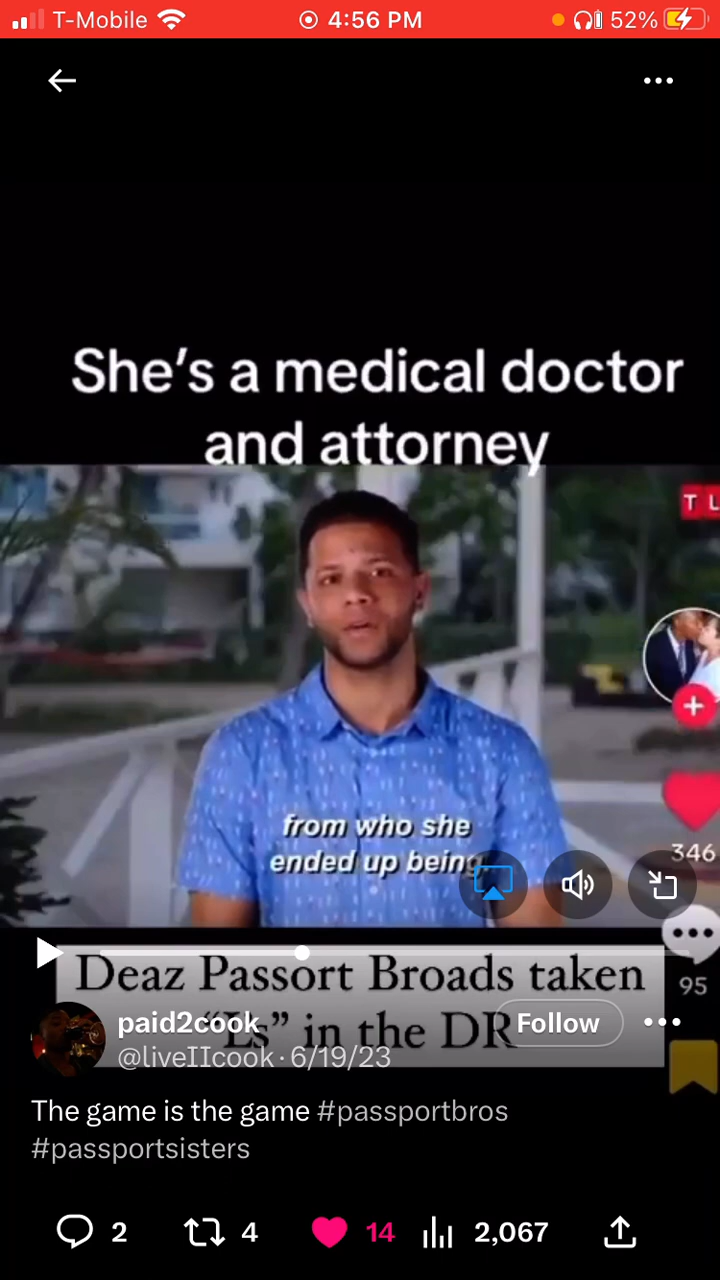 T-Mobile 4:56 PM 52%
She's a medical doctor
and attorney
T L
from who she
ended up being
346
Deaz Passort Broads taken
95
"Ls" in the DR
paid2cook Follow
@liveIIcook · 6/19/23
The game is the game #passportbros
#passportsisters
2 4 14 2,067